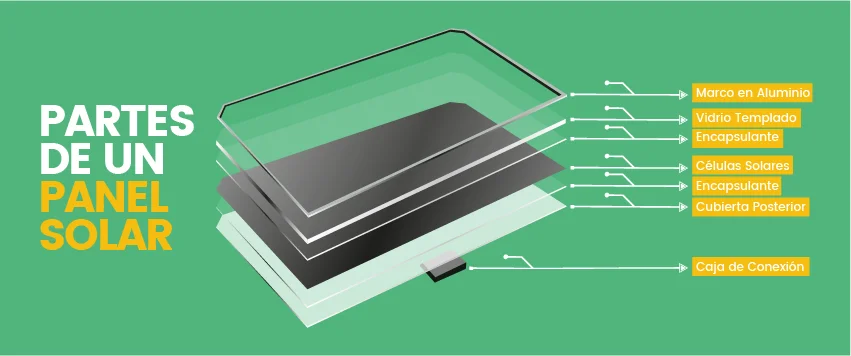 PARTES
DE UN
PANEL
SOLAR
Marco en Aluminio
Vidrio Templado
Encapsulante
Células Solares
Encapsulante
Cubierta Posterior
Caja de Conexión